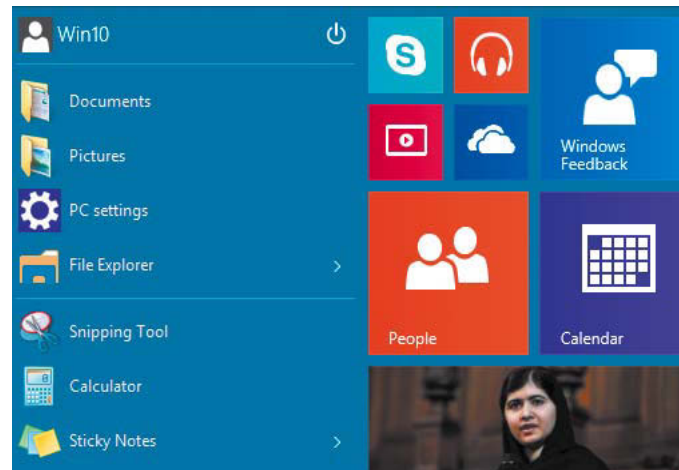 Win10
Documents
Pictures
PC settings
File Explorer
Snipping Tool
Calculator
Sticky Notes
Windows
Feedback
People
Calendar